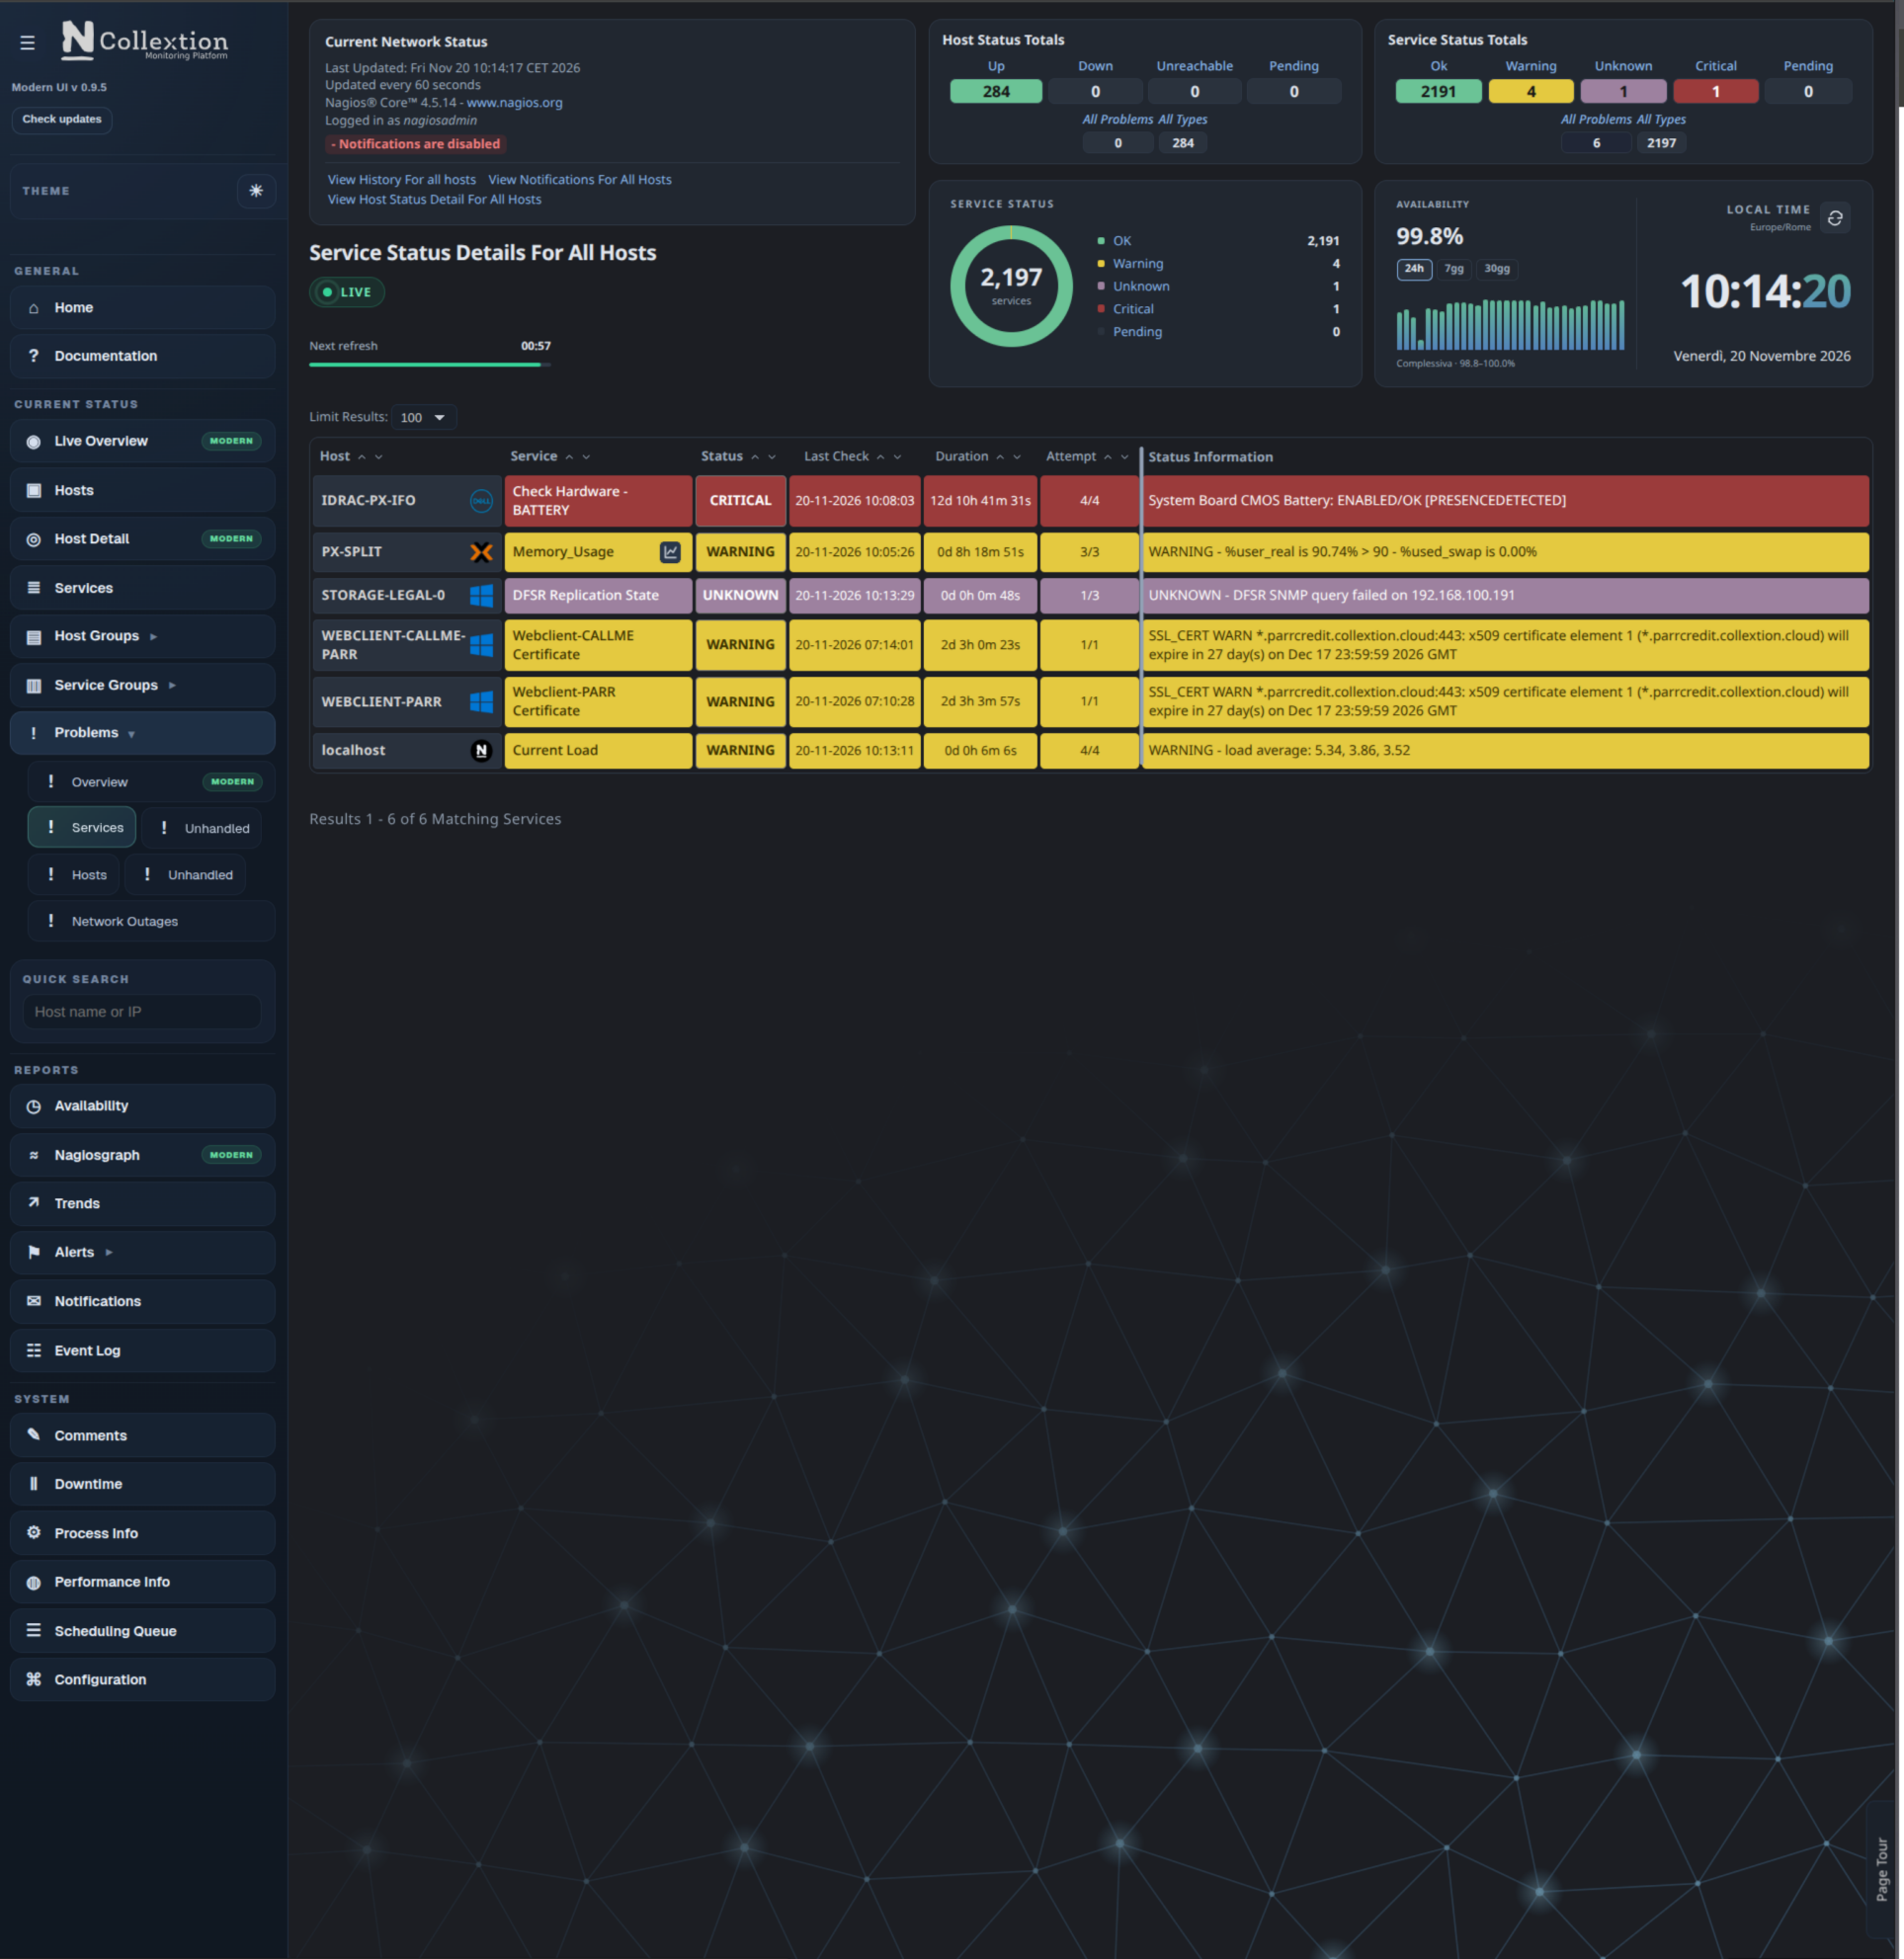 N Collextion
Monitoring Platform
Modern UI v 0.9.5
Check updates
THEME
GENERAL
Home
Documentation
CURRENT STATUS
Live Overview MODERN
Hosts
Host Detail MODERN
Services
Host Groups
Service Groups
Problems
Overview MODERN
Services Unhandled
Hosts Unhandled
Network Outages
QUICK SEARCH
Host name or IP
REPORTS
Availability
Nagiosgraph MODERN
Trends
Alerts
Notifications
Event Log
SYSTEM
Comments
Downtime
Process Info
Performance Info
Scheduling Queue
Configuration
Current Network Status
Last Updated: Fri Nov 20 10:14:17 CET 2026
Updated every 60 seconds
Nagios® Core™ 4.5.14 - www.nagios.org
Logged in as nagiosadmin
- Notifications are disabled
View History For all hosts View Notifications For All Hosts
View Host Status Detail For All Hosts
Host Status Totals
Up Down Unreachable Pending
284 0 0 0
All Problems All Types
0 284
Service Status Totals
Ok Warning Unknown Critical Pending
2191 4 1 1 0
All Problems All Types
6 2197
Service Status Details For All Hosts
LIVE
Next refresh 00:57
SERVICE STATUS
2,197
services
OK 2,191
Warning 4
Unknown 1
Critical 1
Pending 0
AVAILABILITY
99.8%
24h 7gg 30gg
Complessiva · 98.8–100.0%
LOCAL TIME
Europe/Rome
10:14:20
Venerdì, 20 Novembre 2026
Limit Results: 100
Host Service Status Last Check Duration Attempt Status Information
IDRAC-PX-IFO DELL Check Hardware - BATTERY CRITICAL 20-11-2026 10:08:03 12d 10h 41m 31s 4/4 System Board CMOS Battery: ENABLED/OK [PRESENCEDETECTED]
PX-SPLIT Memory_Usage WARNING 20-11-2026 10:05:26 0d 8h 18m 51s 3/3 WARNING - %user_real is 90.74% > 90 - %used_swap is 0.00%
STORAGE-LEGAL-0 DFSR Replication State UNKNOWN 20-11-2026 10:13:29 0d 0h 0m 48s 1/3 UNKNOWN - DFSR SNMP query failed on 192.168.100.191
WEBCLIENT-CALLME-PARR Webclient-CALLME Certificate WARNING 20-11-2026 07:14:01 2d 3h 0m 23s 1/1 SSL_CERT WARN *.parrcredit.collextion.cloud:443: x509 certificate element 1 (*.parrcredit.collextion.cloud) will expire in 27 day(s) on Dec 17 23:59:59 2026 GMT
WEBCLIENT-PARR Webclient-PARR Certificate WARNING 20-11-2026 07:10:28 2d 3h 3m 57s 1/1 SSL_CERT WARN *.parrcredit.collextion.cloud:443: x509 certificate element 1 (*.parrcredit.collextion.cloud) will expire in 27 day(s) on Dec 17 23:59:59 2026 GMT
localhost N Current Load WARNING 20-11-2026 10:13:11 0d 0h 6m 6s 4/4 WARNING - load average: 5.34, 3.86, 3.52
Results 1 - 6 of 6 Matching Services
Page Tour